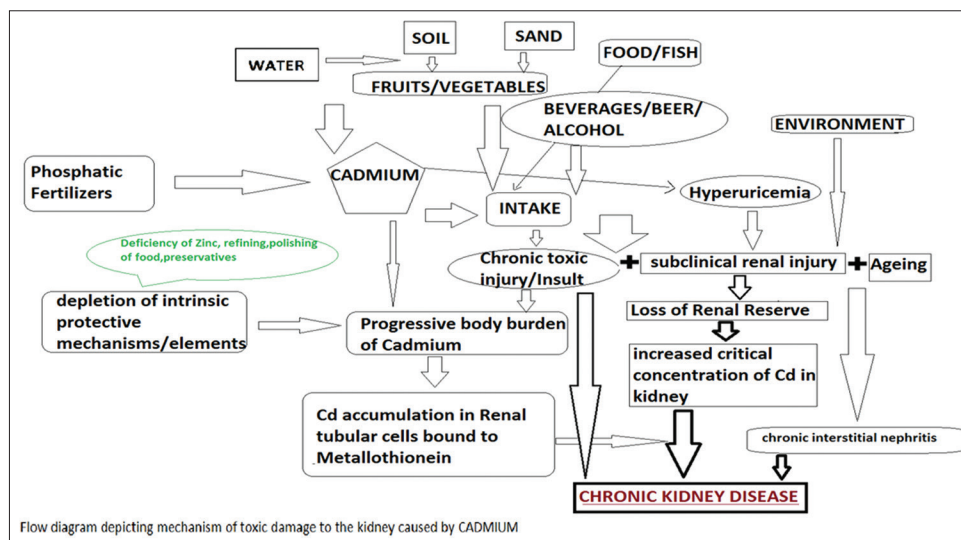 SOIL
SAND
FOOD/FISH
WATER
FRUITS/VEGETABLES
BEVERAGES/BEER/
ALCOHOL
ENVIRONMENT
Phosphatic
Fertilizers
CADMIUM
Hyperuricemia
INTAKE
Deficiency of Zinc, refining,polishing
of food,preservatives
Chronic toxic
injury/Insult
+
subclinical renal injury
+
Ageing
depletion of intrinsic
protective
mechanisms/elements
Progressive body burden
of Cadmium
Loss of Renal Reserve
increased critical
concentration of Cd in
kidney
Cd accumulation in Renal
tubular cells bound to
Metallothionein
chronic interstitial nephritis
CHRONIC KIDNEY DISEASE
Flow diagram depicting mechanism of toxic damage to the kidney caused by CADMIUM